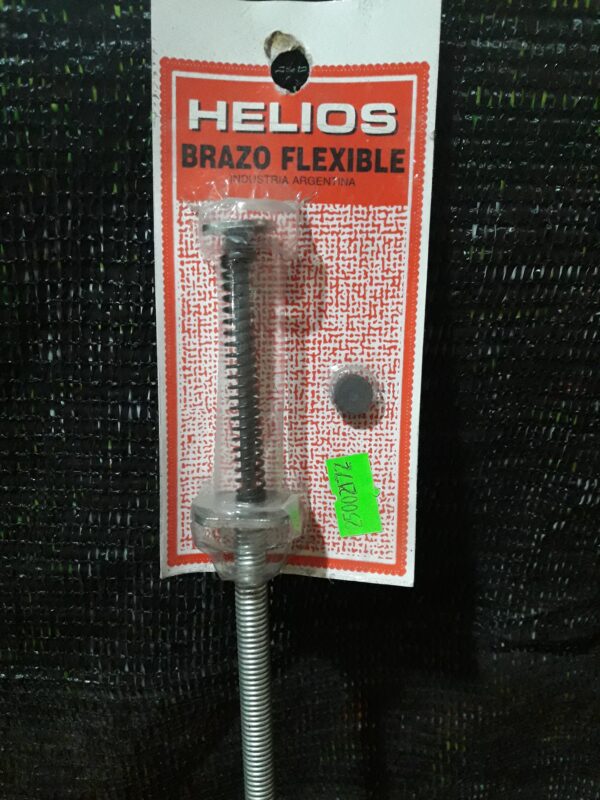 HELIOS
BRAZO FLEXIBLE
INDUSTRIA ARGENTINA